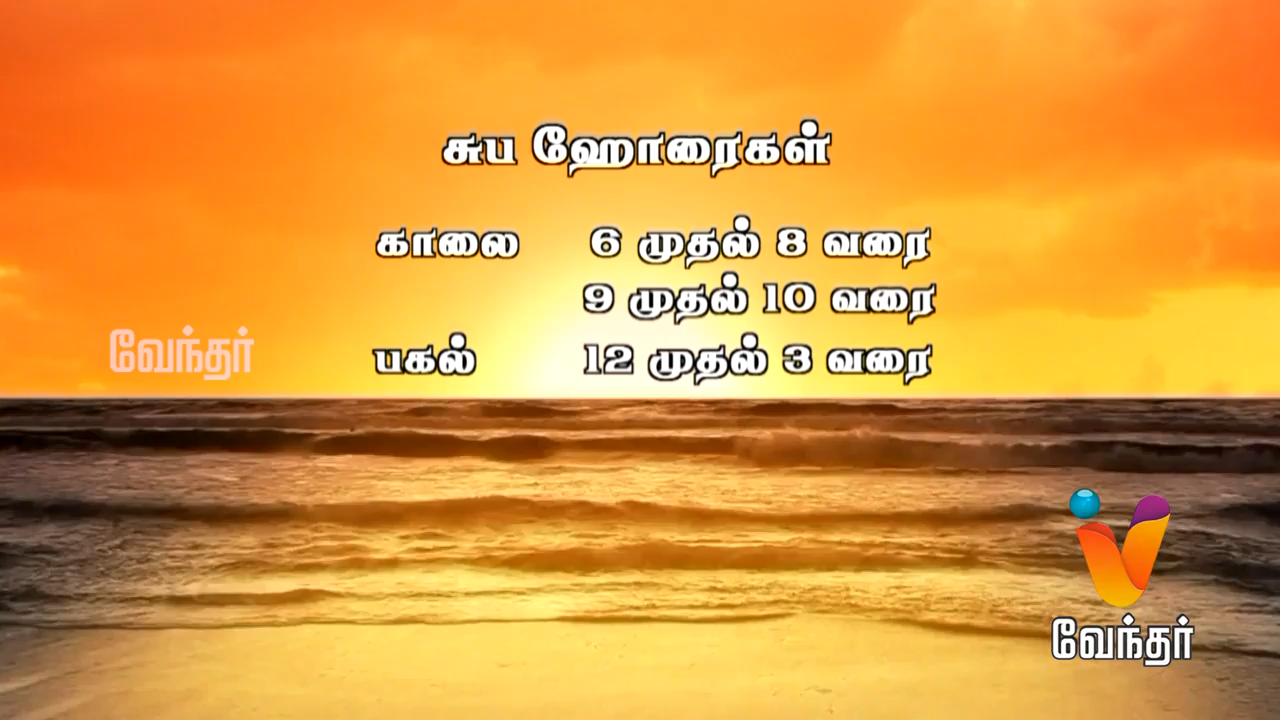 சுப ஹோரைகள்
காலை 6 முதல் 8 வரை
9 முதல் 10 வரை
பகல் 12 முதல் 3 வரை
வேந்தர்
வேந்தர்